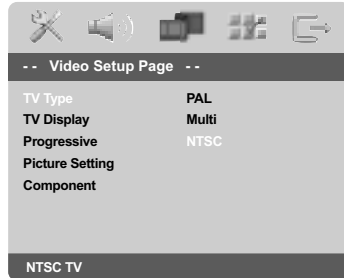 - - Video Setup Page - -
TV Type PAL
TV Display Multi
Progressive NTSC
Picture Setting
Component
NTSC TV